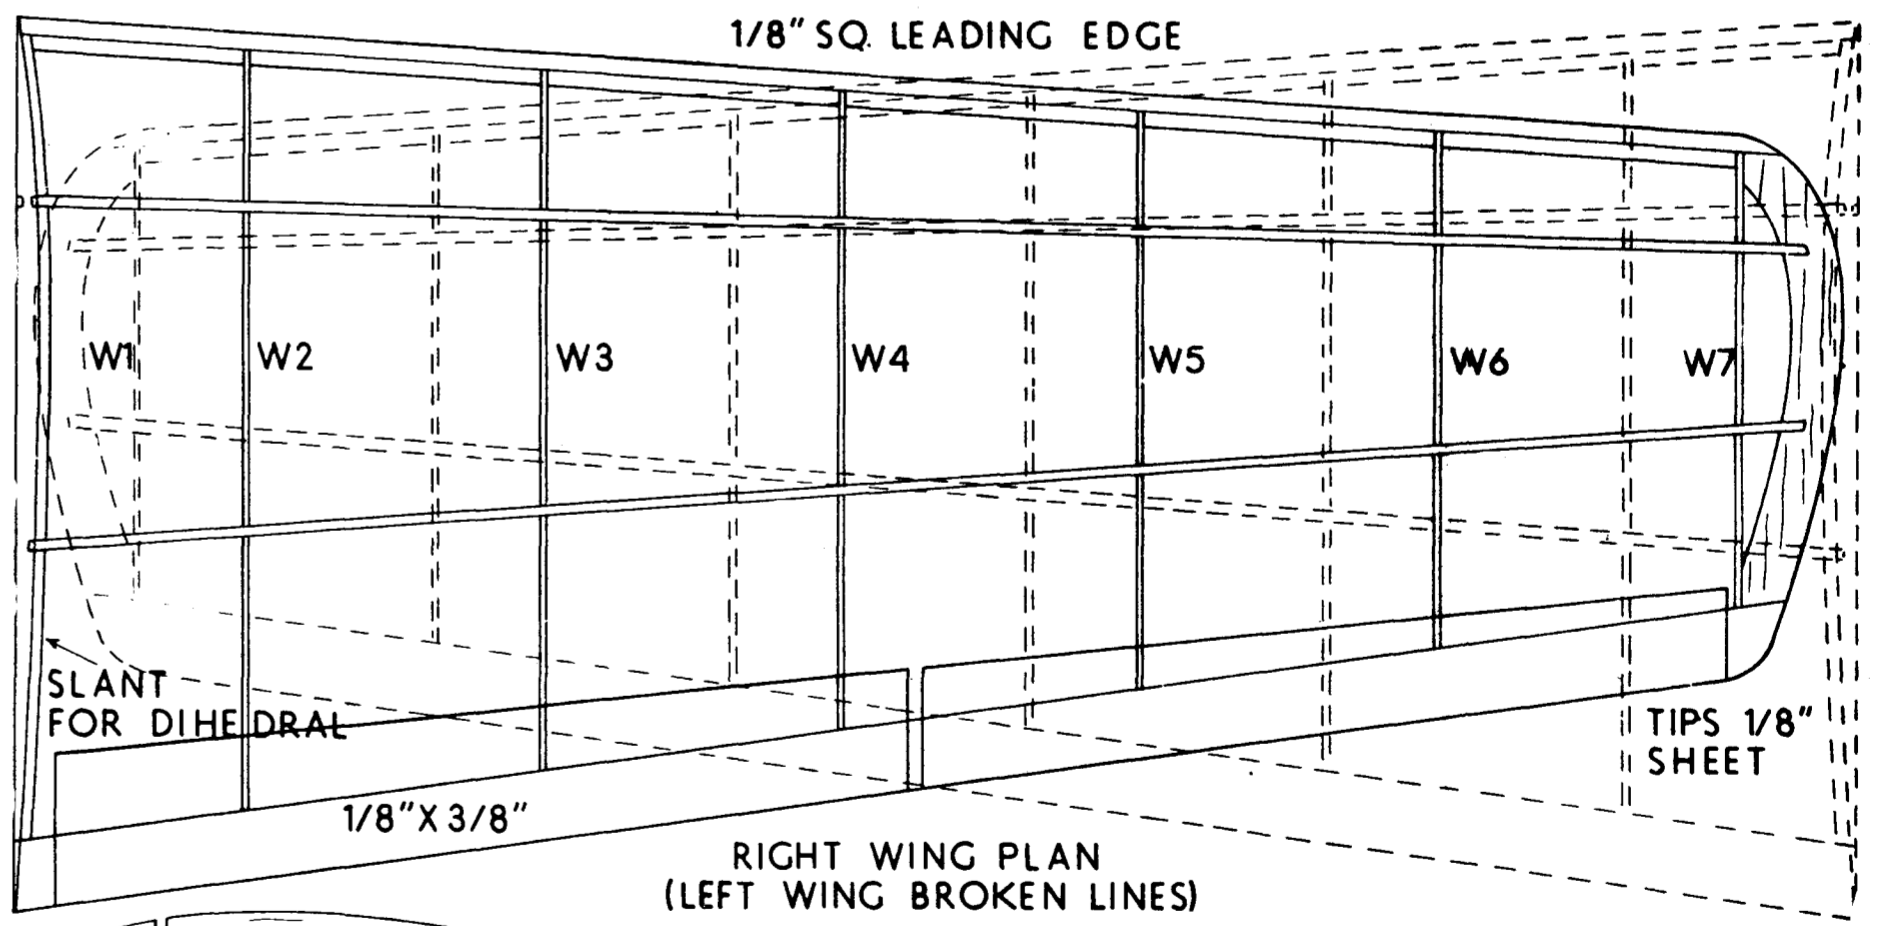 1/8" SQ. LEADING EDGE
W1
W2
W3
W4
W5
W6
W7
SLANT
FOR DIHEDRAL
1/8" X 3/8"
TIPS 1/8"
SHEET
RIGHT WING PLAN
(LEFT WING BROKEN LINES)